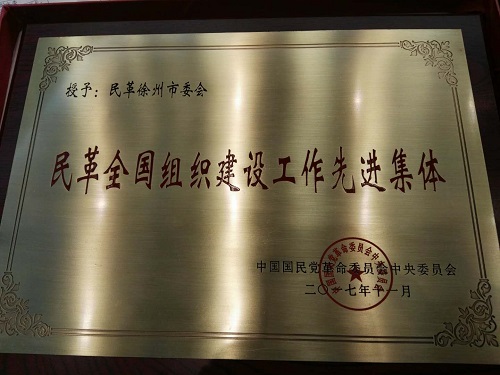 授予：民革徐州市委会
民革全国组织建设工作先进集体
中国国民党革命委员会中央委员会
二〇一七年十一月